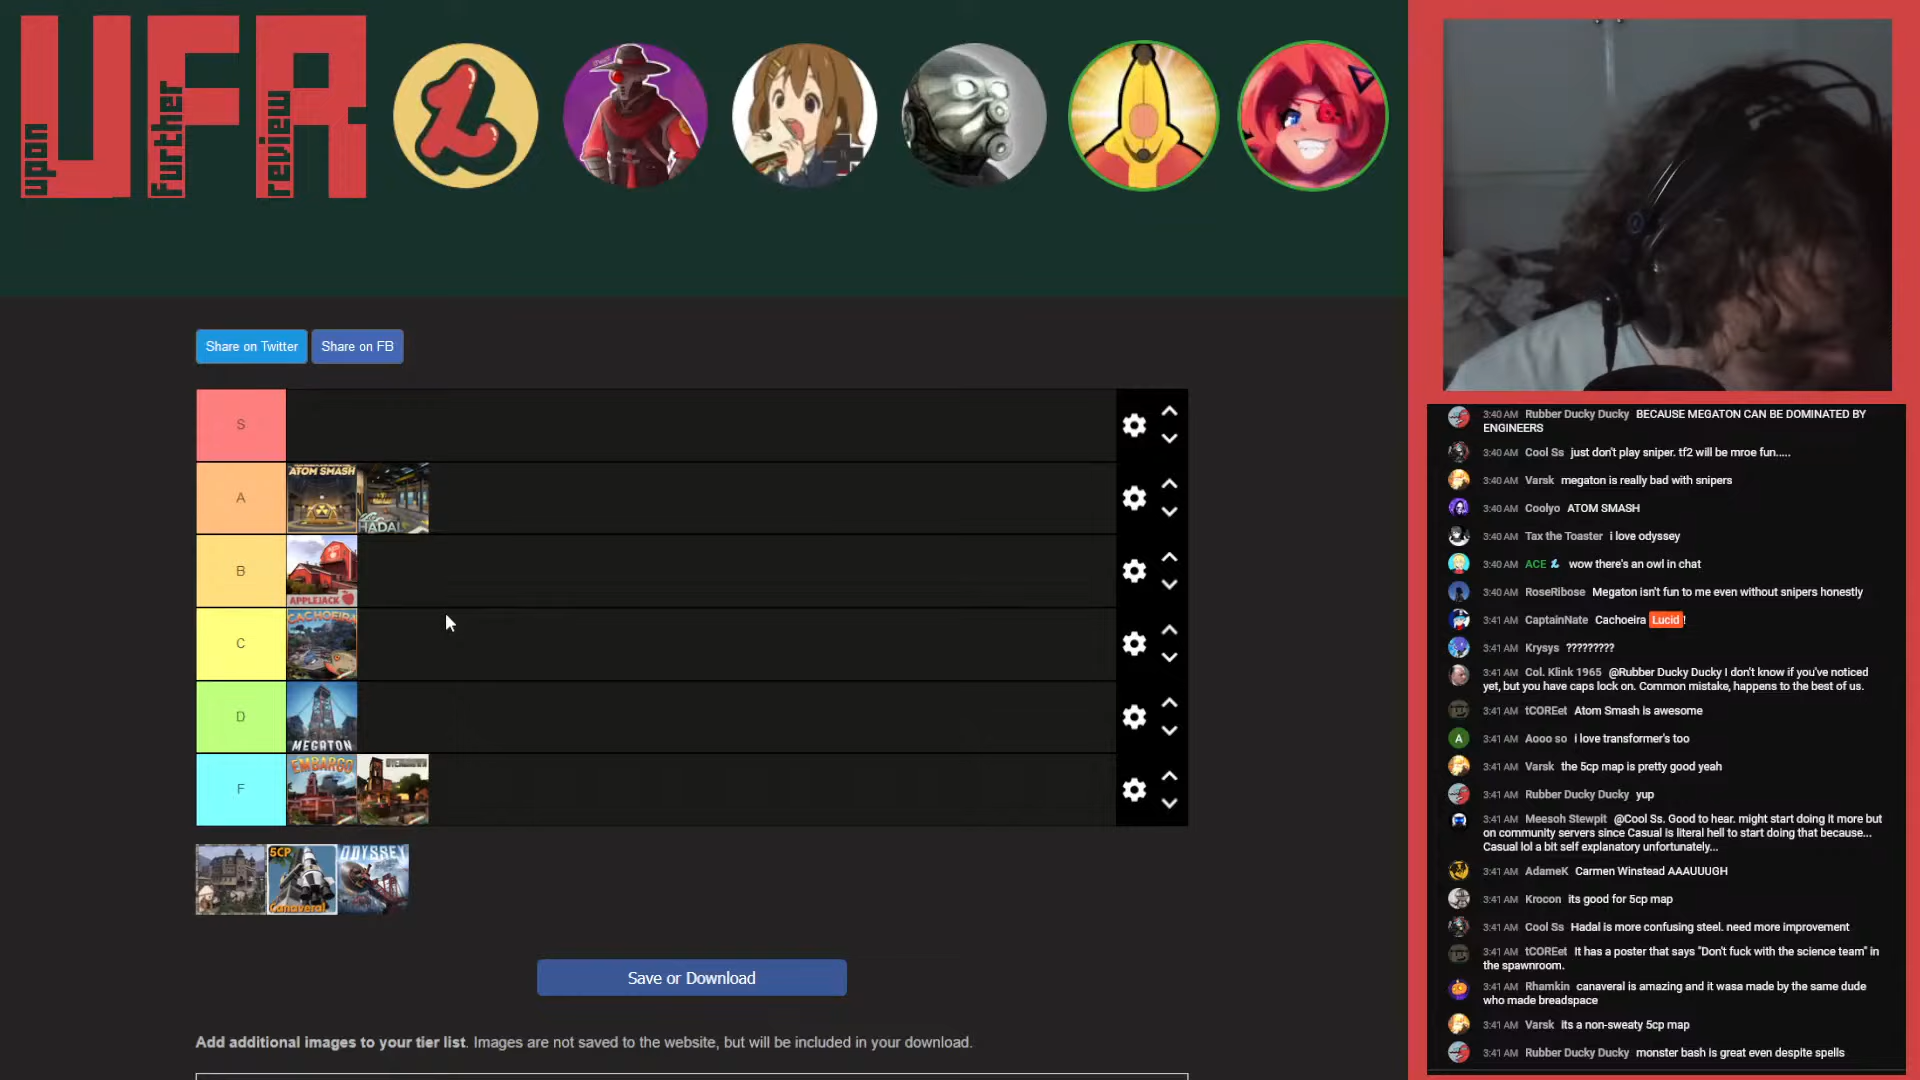 upon
further
review
UFR
Share on Twitter
Share on FB
S
A
ATOM SMASH
HADAL
B
APPLEJACK
C
CACHOEIRA
D
MEGATON
F
EMBARGO
5CP
Canaveral
ODYSSEY
Save or Download
Add additional images to your tier list. Images are not saved to the website, but will be included in your download.
3:40 AM Rubber Ducky Ducky BECAUSE MEGATON CAN BE DOMINATED BY
ENGINEERS
3:40 AM Cool Ss just don't play sniper. tf2 will be mroe fun.....
3:40 AM Varsk megaton is really bad with snipers
3:40 AM Coolyo ATOM SMASH
3:40 AM Tax the Toaster i love odyssey
3:40 AM ACE wow there's an owl in chat
3:40 AM RoseRibose Megaton isn't fun to me even without snipers honestly
3:41 AM CaptainNate Cachoeira Lucid !
3:41 AM Krysys ?????????
3:41 AM Col. Klink 1965 @Rubber Ducky Ducky I don't know if you've noticed
yet, but you have caps lock on. Common mistake, happens to the best of us.
3:41 AM tCOREet Atom Smash is awesome
A
3:41 AM Aooo so i love transformer's too
3:41 AM Varsk the 5cp map is pretty good yeah
3:41 AM Rubber Ducky Ducky yup
3:41 AM Meesoh Stewpit @Cool Ss. Good to hear. might start doing it more but
on community servers since Casual is literal hell to start doing that because...
Casual lol a bit self explanatory unfortunately...
3:41 AM AdameK Carmen Winstead AAAUUUGH
3:41 AM Krocon its good for 5cp map
3:41 AM Cool Ss Hadal is more confusing steel. need more improvement
3:41 AM tCOREet It has a poster that says "Don't fuck with the science team" in
the spawnroom.
3:41 AM Rhamkin canaveral is amazing and it wasa made by the same dude
who made breadspace
3:41 AM Varsk its a non-sweaty 5cp map
3:41 AM Rubber Ducky Ducky monster bash is great even despite spells